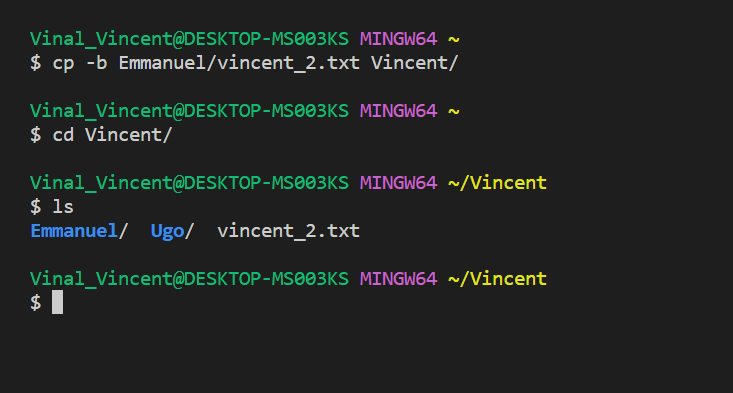 Vinal_Vincent@DESKTOP-MS003KS MINGW64 ~
$ cp -b Emmanuel/vincent_2.txt Vincent/
Vinal_Vincent@DESKTOP-MS003KS MINGW64 ~
$ cd Vincent/
Vinal_Vincent@DESKTOP-MS003KS MINGW64 ~/Vincent
$ ls
Emmanuel/  Ugo/  vincent_2.txt
Vinal_Vincent@DESKTOP-MS003KS MINGW64 ~/Vincent
$